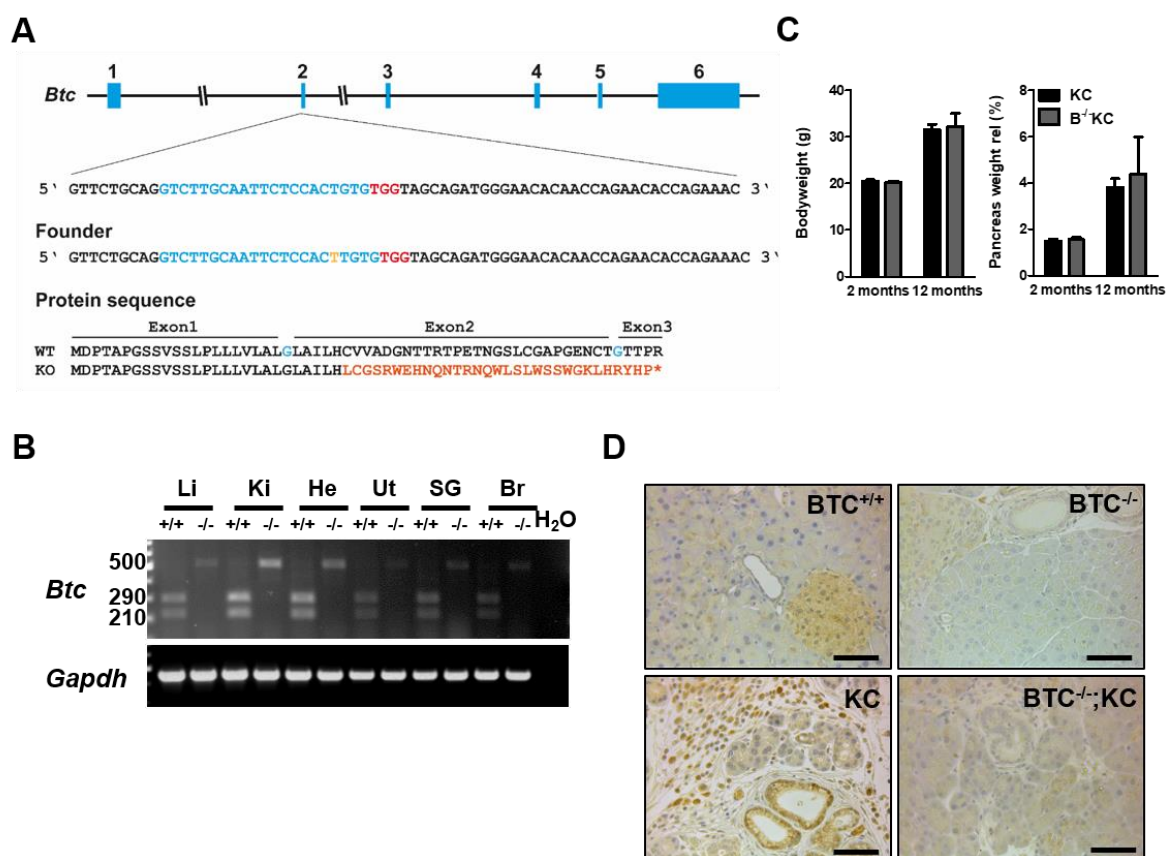 A
1 2 3 4 5 6
Btc
5‘ GTTCTGCAGGTCTTGCAATTCTCCACTGTGTGGTAGCAGATGGGAACACAACCAGAACACCAGAAAC 3‘
Founder
5‘ GTTCTGCAGGTCTTGCAATTCTCCACTTGTGTGGTAGCAGATGGGAACACAACCAGAACACCAGAAAC 3‘
Protein sequence
Exon1 Exon2 Exon3
WT MDPTAPGSSVSSLPLLLVLALGLAILHCVVADGNTTRTPETNGSLCGAPGENCTGTTPR
KO MDPTAPGSSVSSLPLLLVLALGLAILHLCGSRWEHNQNTRNQWLSLWSSWGKLHRYHP*
B
Li Ki He Ut SG Br
+/+ -/- +/+ -/- +/+ -/- +/+ -/- +/+ -/- +/+ -/- H2O
Btc
500
290
210
Gapdh
C
Bodyweight (g)
40
30
20
10
0
2 months 12 months
Pancreas weight rel (%)
8
6
4
2
0
KC
B-/-KC
2 months 12 months
D
BTC+/+
BTC-/-
KC
BTC-/-;KC